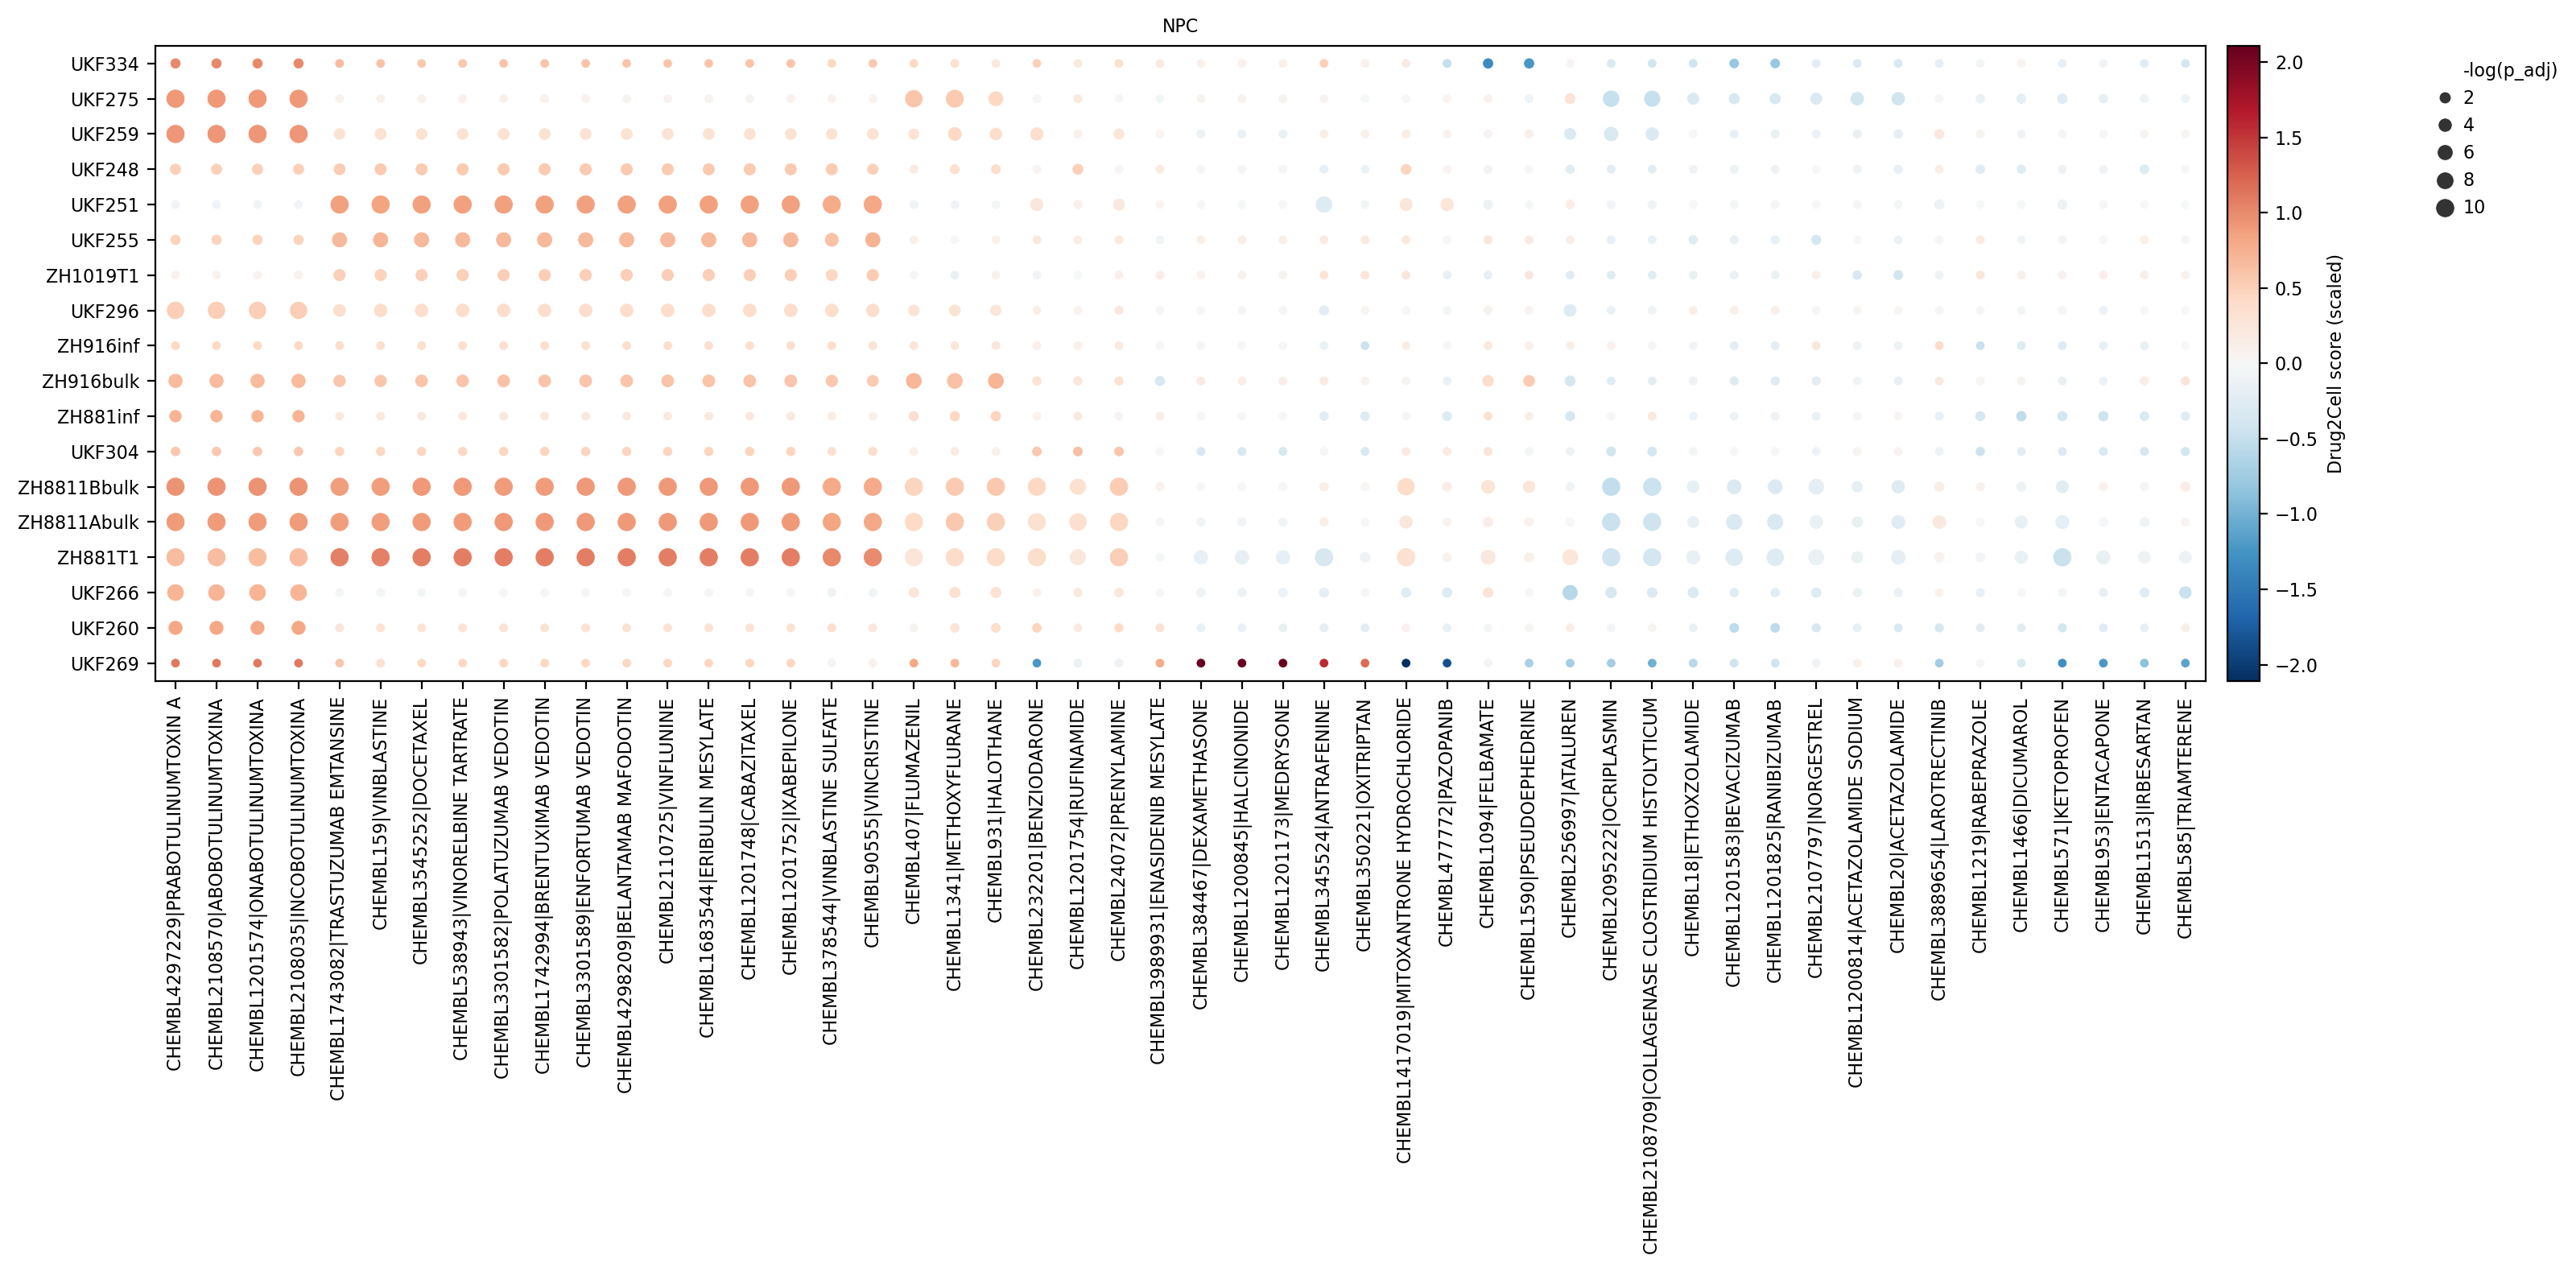 NPC
UKF334
UKF275
UKF259
UKF248
UKF251
UKF255
ZH1019T1
UKF296
ZH916inf
ZH916bulk
ZH881inf
UKF304
ZH8811Bbulk
ZH8811Abulk
ZH881T1
UKF266
UKF260
UKF269
CHEMBL4297229|PRABOTULINUMTOXIN A
CHEMBL2108570|ABOBOTULINUMTOXINA
CHEMBL1201574|ONABOTULINUMTOXINA
CHEMBL2108035|INCOBOTULINUMTOXINA
CHEMBL1743082|TRASTUZUMAB EMTANSINE
CHEMBL159|VINBLASTINE
CHEMBL3545252|DOCETAXEL
CHEMBL538943|VINORELBINE TARTRATE
CHEMBL3301582|POLATUZUMAB VEDOTIN
CHEMBL1742994|BRENTUXIMAB VEDOTIN
CHEMBL3301589|ENFORTUMAB VEDOTIN
CHEMBL4298209|BELANTAMAB MAFODOTIN
CHEMBL2110725|VINFLUNINE
CHEMBL1683544|ERIBULIN MESYLATE
CHEMBL1201748|CABAZITAXEL
CHEMBL1201752|IXABEPILONE
CHEMBL378544|VINBLASTINE SULFATE
CHEMBL90555|VINCRISTINE
CHEMBL407|FLUMAZENIL
CHEMBL1341|METHOXYFLURANE
CHEMBL931|HALOTHANE
CHEMBL232201|BENZIODARONE
CHEMBL1201754|RUFINAMIDE
CHEMBL24072|PRENYLAMINE
CHEMBL3989931|ENASIDENIB MESYLATE
CHEMBL384467|DEXAMETHASONE
CHEMBL1200845|HALCINONIDE
CHEMBL1201173|MEDRYSONE
CHEMBL345524|ANTRAFENINE
CHEMBL350221|OXITRIPTAN
CHEMBL1417019|MITOXANTRONE HYDROCHLORIDE
CHEMBL477772|PAZOPANIB
CHEMBL1094|FELBAMATE
CHEMBL1590|PSEUDOEPHEDRINE
CHEMBL256997|ATALUREN
CHEMBL2095222|OCRIPLASMIN
CHEMBL2108709|COLLAGENASE CLOSTRIDIUM HISTOLYTICUM
CHEMBL18|ETHOXZOLAMIDE
CHEMBL1201583|BEVACIZUMAB
CHEMBL1201825|RANIBIZUMAB
CHEMBL2107797|NORGESTREL
CHEMBL1200814|ACETAZOLAMIDE SODIUM
CHEMBL20|ACETAZOLAMIDE
CHEMBL3889654|LAROTRECTINIB
CHEMBL1219|RABEPRAZOLE
CHEMBL1466|DICUMAROL
CHEMBL571|KETOPROFEN
CHEMBL953|ENTACAPONE
CHEMBL1513|IRBESARTAN
CHEMBL585|TRIAMTERENE
2.0
1.5
1.0
0.5
0.0
−0.5
−1.0
−1.5
−2.0
Drug2Cell score (scaled)
-log(p_adj)
2
4
6
8
10